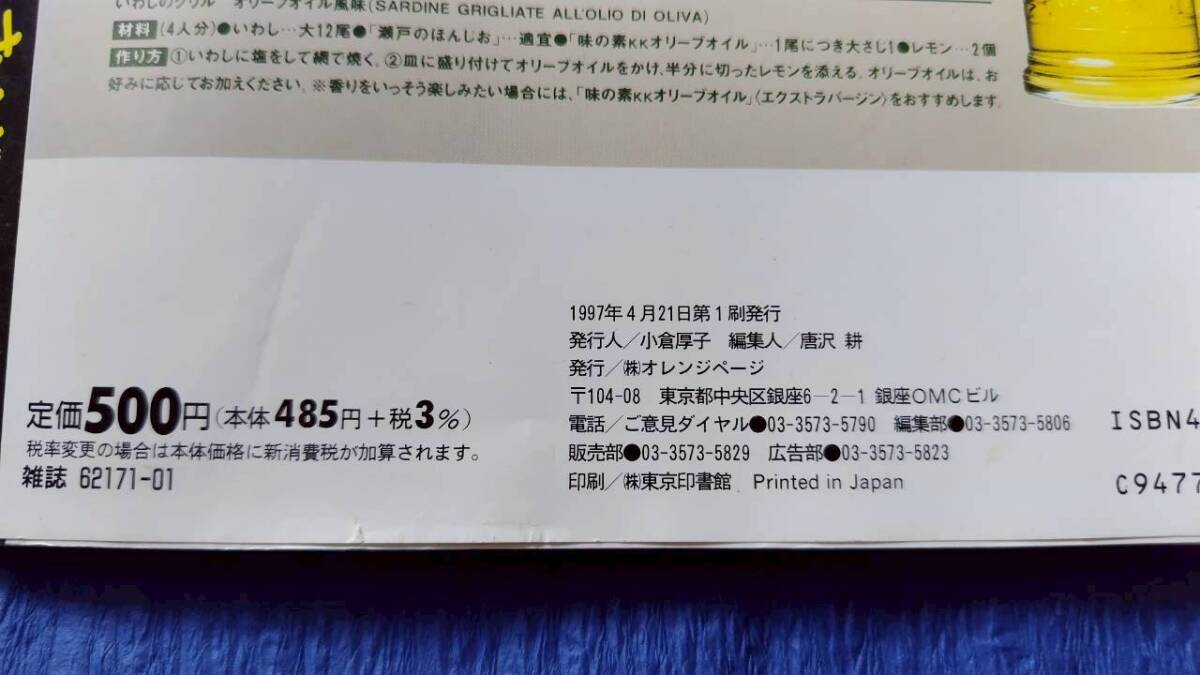 いわしのグリル オリーブオイル風味(SARDINE GRIGLIATE ALL'OLIO DI OLIVA)
材料(4人分)●いわし…大12尾●「瀬戸のほんじお」…適宜●「味の素KKオリーブオイル」…1尾につき大さじ1●レモン…2個
作り方①いわしに塩をして網で焼く。②皿に盛り付けてオリーブオイルをかけ、半分に切ったレモンを添える。オリーブオイルは、お
好みに応じてお加えください。※香りをいっそう楽しみたい場合には、「味の素KKオリーブオイル」〈エクストラバージン〉をおすすめします。
1997年4月21日第1刷発行
発行人/小倉厚子 編集人/唐沢 耕
発行/㈱オレンジページ
〒104-08 東京都中央区銀座6-2-1 銀座OMCビル
電話/ご意見ダイヤル●03-3573-5790 編集部●03-3573-5806
販売部●03-3573-5829 広告部●03-3573-5823
印刷/㈱東京印書館 Printed in Japan
定価500円(本体485円+税3%)
税率変更の場合は本体価格に新消費税が加算されます。
雑誌 62171-01
ISBN4
C9477